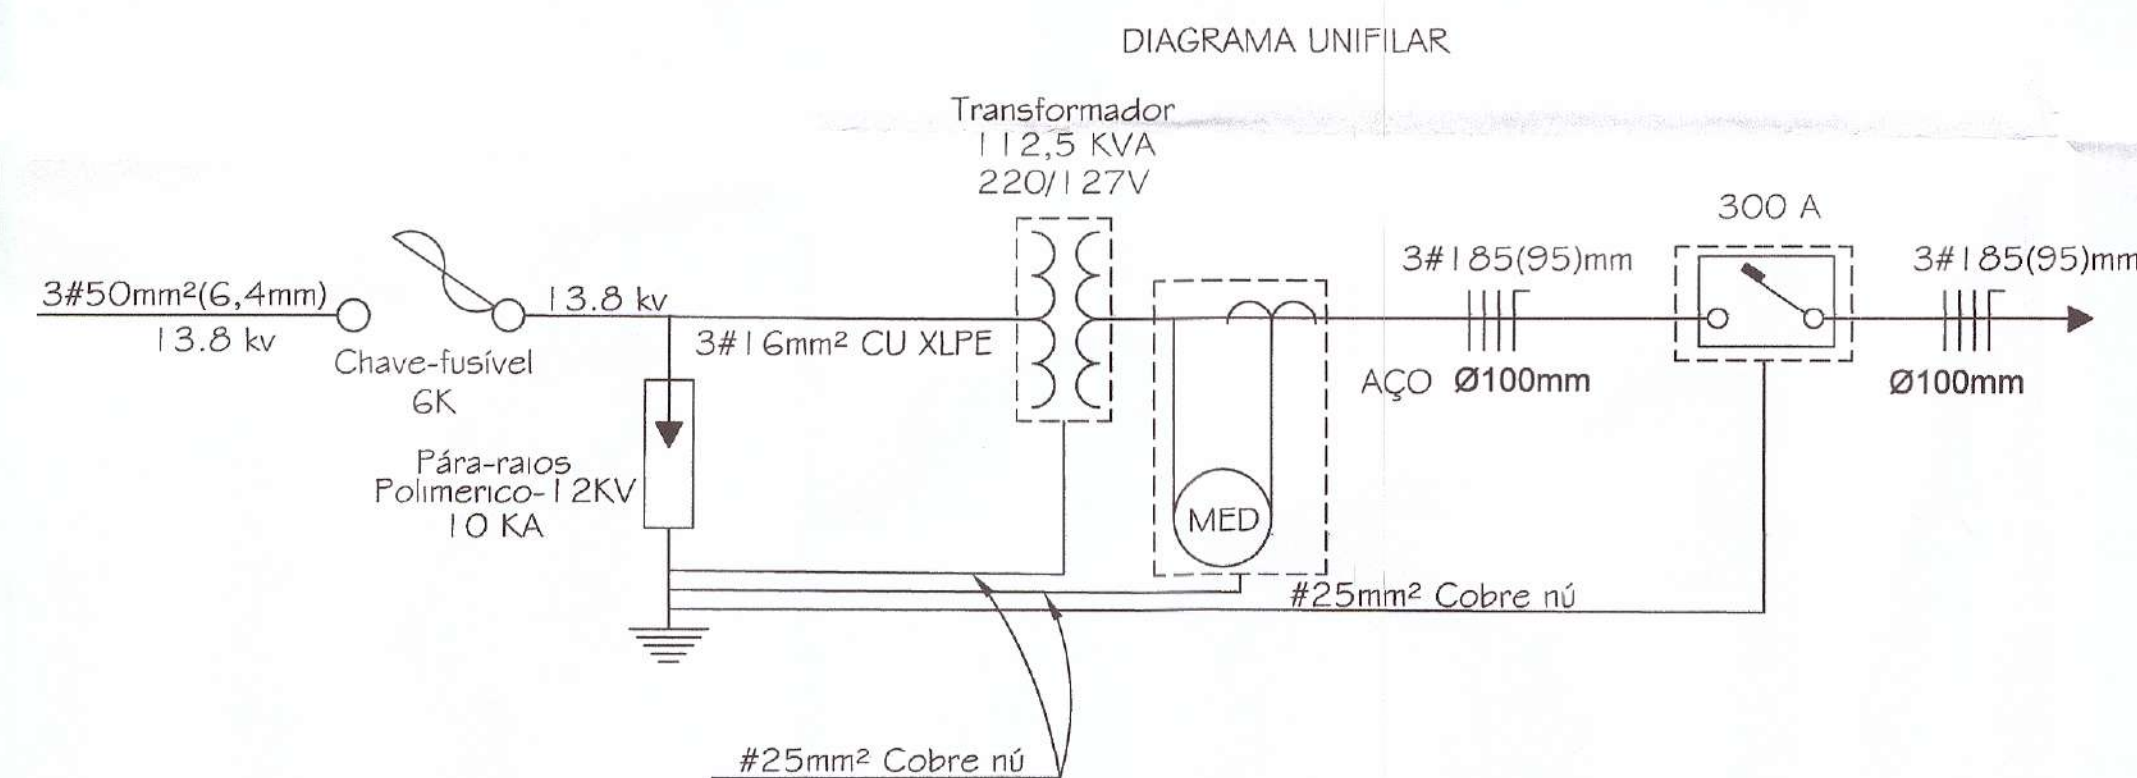 DIAGRAMA UNIFILAR
Transformador
112,5 KVA
220/127V
300 A
3#50mm²(6,4mm)
13.8 kv
Chave-fusível
6K
13.8 kv
3#16mm² CU XLPE
Pára-raios
Polimerico-12KV
10 KA
MED
3#185(95)mm
AÇO Ø100mm
3#185(95)mm
Ø100mm
#25mm² Cobre nú
#25mm² Cobre nú